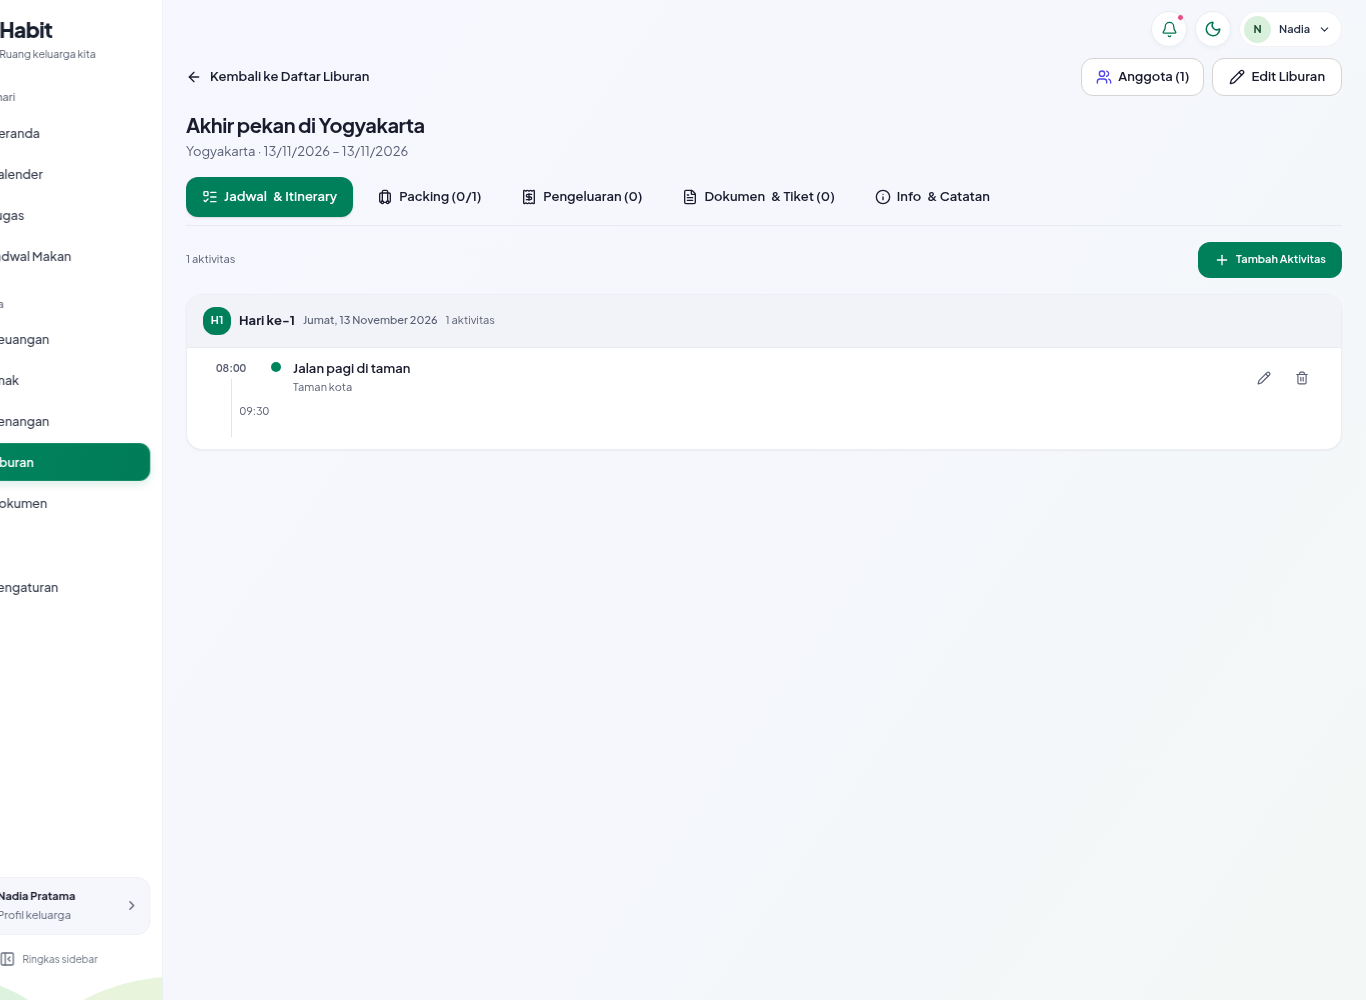 Habit
Ruang keluarga kita
hari
eranda
alender
ugas
adwal Makan
a
euangan
nak
enangan
buran
okumen
engaturan
Nadia Pratama
Profil keluarga
Ringkas sidebar
N Nadia
Kembali ke Daftar Liburan
Anggota (1)
Edit Liburan
Akhir pekan di Yogyakarta
Yogyakarta · 13/11/2026 – 13/11/2026
Jadwal & Itinerary
Packing (0/1)
Pengeluaran (0)
Dokumen & Tiket (0)
Info & Catatan
1 aktivitas
Tambah Aktivitas
H1 Hari ke-1 Jumat, 13 November 2026 1 aktivitas
08:00 Jalan pagi di taman
Taman kota
09:30